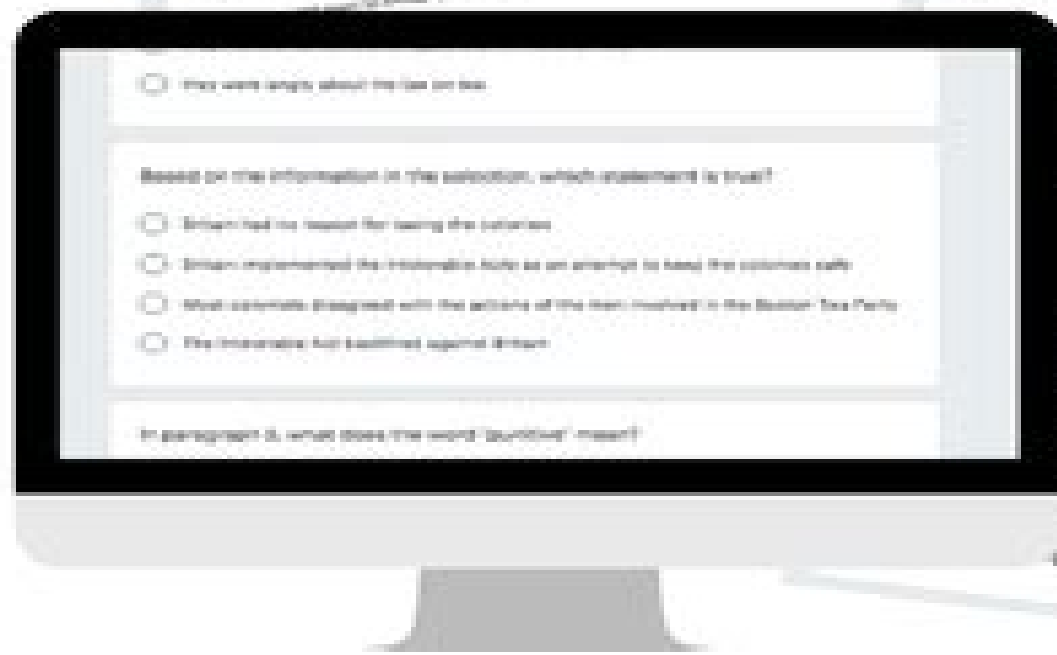 they were angry about the tax on tea
Based on the information in the selection, which statement is true?
Britain had no reason for taxing the colonies
Britain implemented the Intolerable Acts as an attempt to keep the colonies safe
Most colonists disagreed with the actions of the men involved in the Boston Tea Party
The Intolerable Act backfired against Britain
In paragraph 3, what does the word "punitive" mean?